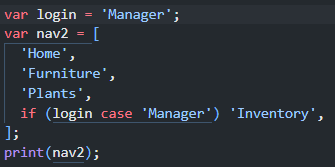 var login = 'Manager';
var nav2 = [
'Home',
'Furniture',
'Plants',
if (login case 'Manager') 'Inventory',
];
print(nav2);